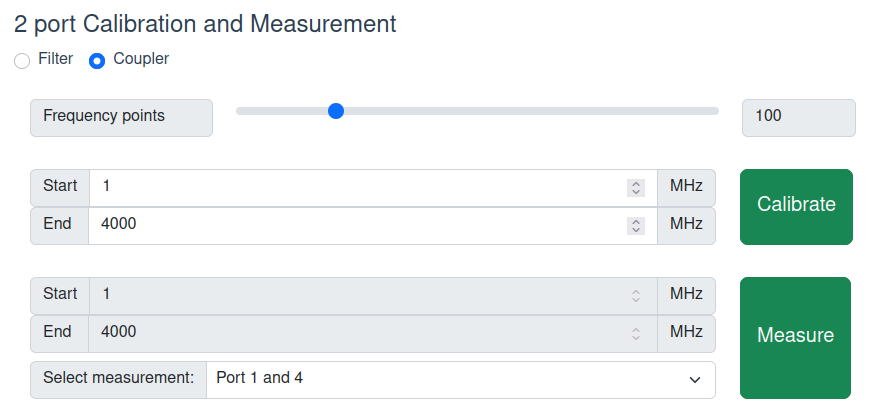 2 port Calibration and Measurement
Filter Coupler
Frequency points 100
Start 1 MHz
End 4000 MHz
Calibrate
Start 1 MHz
End 4000 MHz
Measure
Select measurement: Port 1 and 4